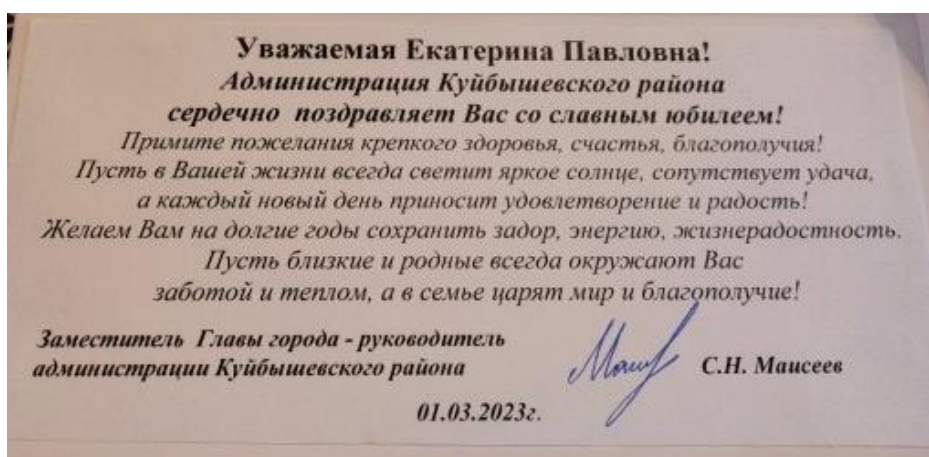 Уважаемая Екатерина Павловна!
Администрация Куйбышевского района
сердечно поздравляет Вас со славным юбилеем!
Примите пожелания крепкого здоровья, счастья, благополучия!
Пусть в Вашей жизни всегда светит яркое солнце, сопутствует удача,
а каждый новый день приносит удовлетворение и радость!
Желаем Вам на долгие годы сохранить задор, энергию, жизнерадостность.
Пусть близкие и родные всегда окружают Вас
заботой и теплом, а в семье царят мир и благополучие!
Заместитель Главы города - руководитель
администрации Куйбышевского района
С.Н. Маисеев
01.03.2023г.